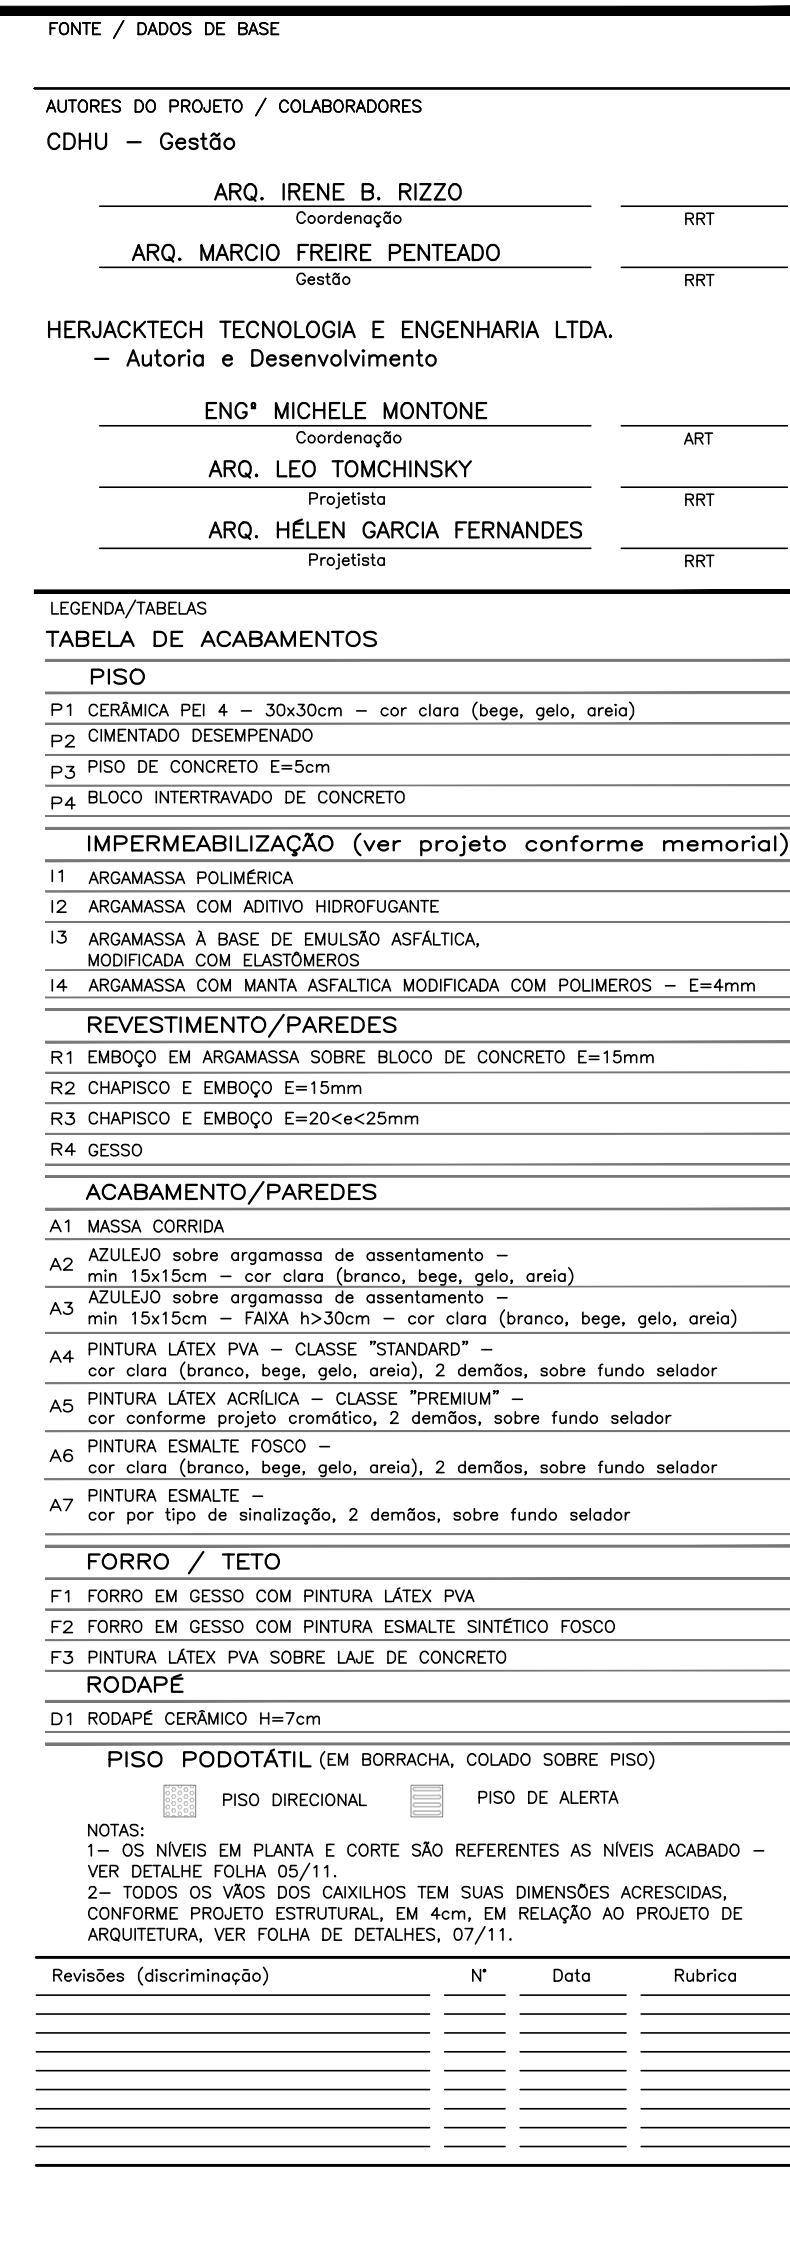 FONTE / DADOS DE BASE
AUTORES DO PROJETO / COLABORADORES
CDHU – Gestão
ARQ. IRENE B. RIZZO
Coordenação RRT
ARQ. MARCIO FREIRE PENTEADO
Gestão RRT
HERJACKTECH TECNOLOGIA E ENGENHARIA LTDA.
– Autoria e Desenvolvimento
ENGª MICHELE MONTONE
Coordenação ART
ARQ. LEO TOMCHINSKY
Projetista RRT
ARQ. HÉLEN GARCIA FERNANDES
Projetista RRT
LEGENDA/TABELAS
TABELA DE ACABAMENTOS
PISO
P1 CERÂMICA PEI 4 – 30x30cm – cor clara (bege, gelo, areia)
P2 CIMENTADO DESEMPENADO
P3 PISO DE CONCRETO E=5cm
P4 BLOCO INTERTRAVADO DE CONCRETO
IMPERMEABILIZAÇÃO (ver projeto conforme memorial)
I1 ARGAMASSA POLIMÉRICA
I2 ARGAMASSA COM ADITIVO HIDROFUGANTE
I3 ARGAMASSA À BASE DE EMULSÃO ASFÁLTICA,
MODIFICADA COM ELASTÔMEROS
I4 ARGAMASSA COM MANTA ASFALTICA MODIFICADA COM POLIMEROS – E=4mm
REVESTIMENTO/PAREDES
R1 EMBOÇO EM ARGAMASSA SOBRE BLOCO DE CONCRETO E=15mm
R2 CHAPISCO E EMBOÇO E=15mm
R3 CHAPISCO E EMBOÇO E=20<e<25mm
R4 GESSO
ACABAMENTO/PAREDES
A1 MASSA CORRIDA
A2 AZULEJO sobre argamassa de assentamento –
min 15x15cm – cor clara (branco, bege, gelo, areia)
A3 AZULEJO sobre argamassa de assentamento –
min 15x15cm – FAIXA h>30cm – cor clara (branco, bege, gelo, areia)
A4 PINTURA LÁTEX PVA – CLASSE "STANDARD" –
cor clara (branco, bege, gelo, areia), 2 demãos, sobre fundo selador
A5 PINTURA LÁTEX ACRÍLICA – CLASSE "PREMIUM" –
cor conforme projeto cromático, 2 demãos, sobre fundo selador
A6 PINTURA ESMALTE FOSCO –
cor clara (branco, bege, gelo, areia), 2 demãos, sobre fundo selador
A7 PINTURA ESMALTE –
cor por tipo de sinalização, 2 demãos, sobre fundo selador
FORRO / TETO
F1 FORRO EM GESSO COM PINTURA LÁTEX PVA
F2 FORRO EM GESSO COM PINTURA ESMALTE SINTÉTICO FOSCO
F3 PINTURA LÁTEX PVA SOBRE LAJE DE CONCRETO
RODAPÉ
D1 RODAPÉ CERÂMICO H=7cm
PISO PODOTÁTIL (EM BORRACHA, COLADO SOBRE PISO)
PISO DIRECIONAL PISO DE ALERTA
NOTAS:
1– OS NÍVEIS EM PLANTA E CORTE SÃO REFERENTES AS NÍVEIS ACABADO –
VER DETALHE FOLHA 05/11.
2– TODOS OS VÃOS DOS CAIXILHOS TEM SUAS DIMENSÕES ACRESCIDAS,
CONFORME PROJETO ESTRUTURAL, EM 4cm, EM RELAÇÃO AO PROJETO DE
ARQUITETURA, VER FOLHA DE DETALHES, 07/11.
Revisões (discriminação) N° Data Rubrica